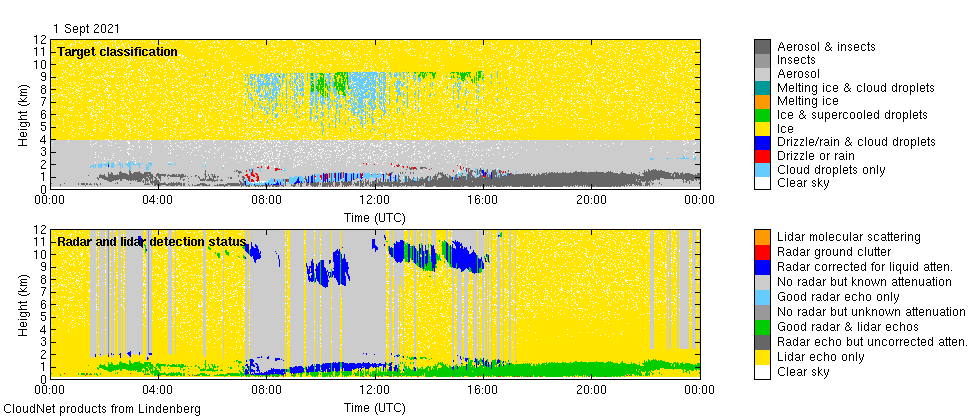 1 Sept 2021
12
11
10
9
8
7
6
5
4
3
2
1
0
Height (km)
Target classification
00:00 04:00 08:00 12:00 16:00 20:00 00:00
Time (UTC)
Aerosol & insects
Insects
Aerosol
Melting ice & cloud droplets
Melting ice
Ice & supercooled droplets
Ice
Drizzle/rain & cloud droplets
Drizzle or rain
Cloud droplets only
Clear sky
12
11
10
9
8
7
6
5
4
3
2
1
0
Height (km)
Radar and lidar detection status
00:00 04:00 08:00 12:00 16:00 20:00 00:00
Time (UTC)
Lidar molecular scattering
Radar ground clutter
Radar corrected for liquid atten.
No radar but known attenuation
Good radar echo only
No radar but unknown attenuation
Good radar & lidar echos
Radar echo but uncorrected atten.
Lidar echo only
Clear sky
CloudNet products from Lindenberg